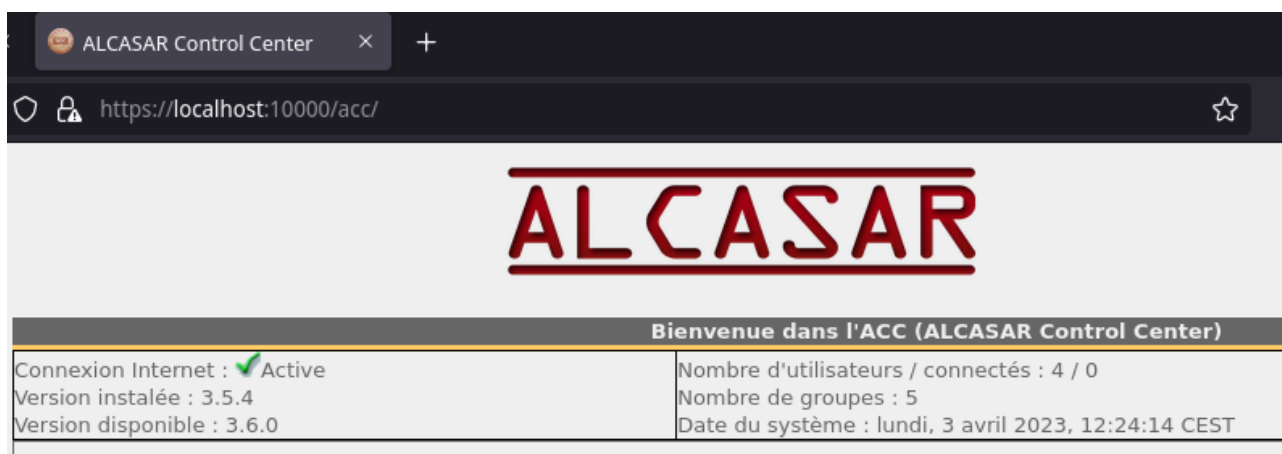 ALCASAR Control Center
https://localhost:10000/acc/
ALCASAR
Bienvenue dans l'ACC (ALCASAR Control Center)
Connexion Internet : Active
Version instalée : 3.5.4
Version disponible : 3.6.0
Nombre d'utilisateurs / connectés : 4 / 0
Nombre de groupes : 5
Date du système : lundi, 3 avril 2023, 12:24:14 CEST